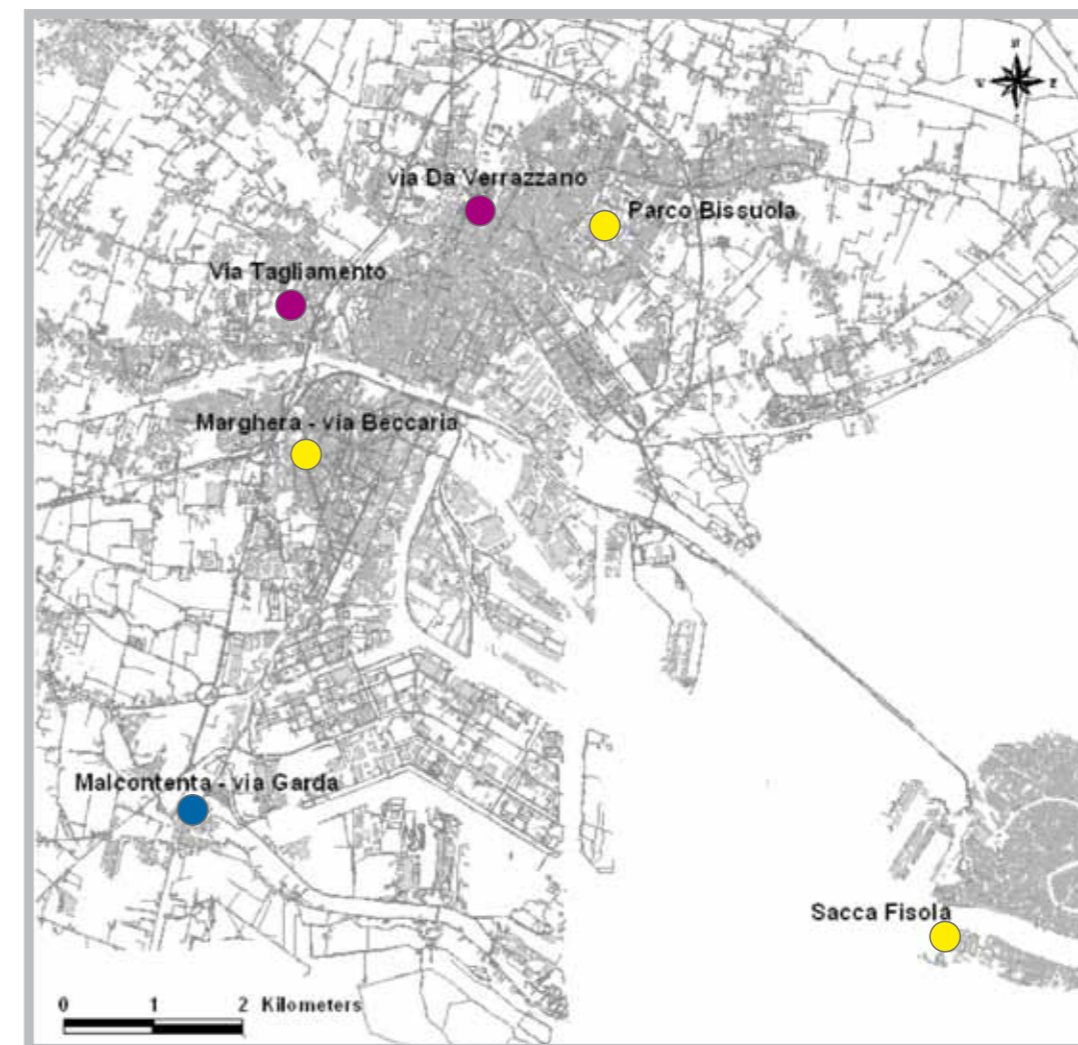 via Da Verrazzano
Parco Bissuola
Via Tagliamento
Marghera - via Beccaria
Malcontenta - via Garda
Sacca Fisola
0 1 2 Kilometers